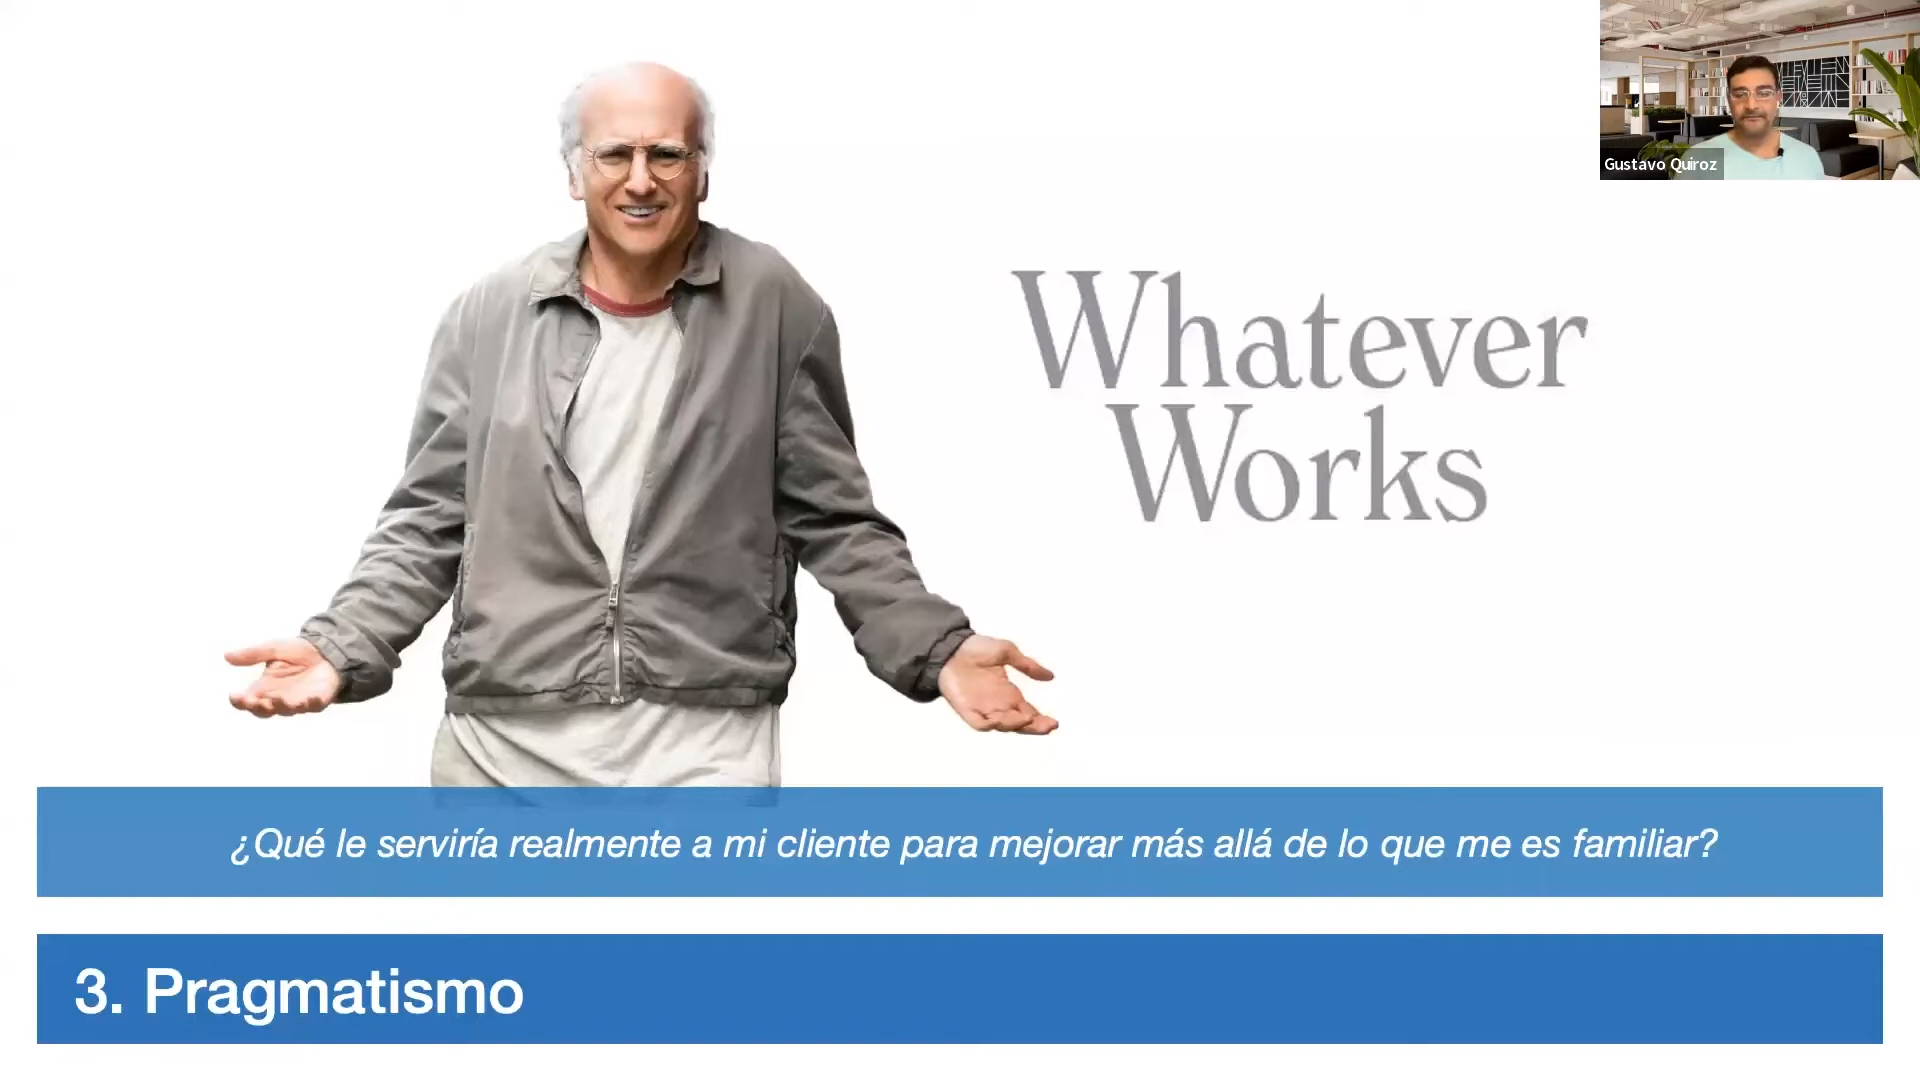 Gustavo Quiroz
Whatever
Works
¿Qué le serviría realmente a mi cliente para mejorar más allá de lo que me es familiar?
3. Pragmatismo